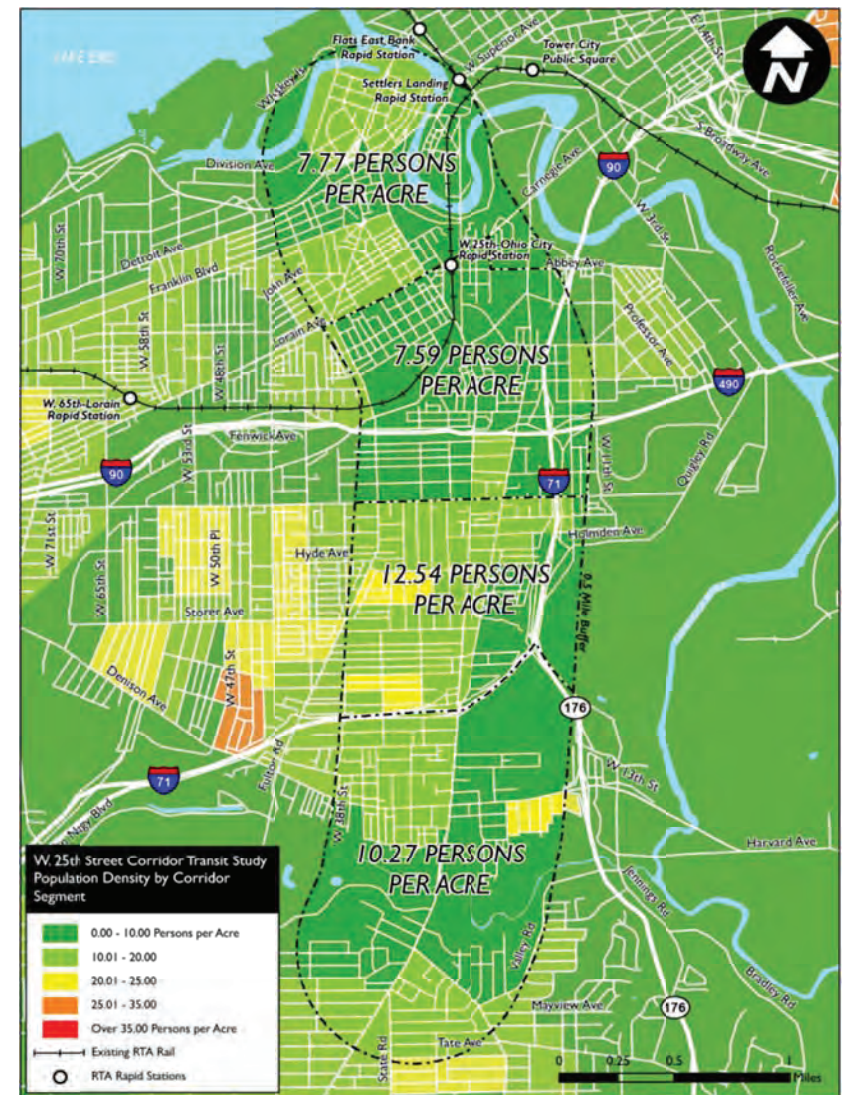 LAKE ERIE
Flats East Bank
Rapid Station
W. Superior Ave
E 14th St
Tower City
Public Square
Settlers Landing
Rapid Station
N
S Broadway Ave
Division Ave
7.77 PERSONS
PER ACRE
Carnegie Ave
90
W. 3rd St
W. 70th St
Detroit Ave
Franklin Blvd
John Ave
W.25th-Ohio City
Rapid Station
Abbey Ave
Rockefeller Ave
Lorain Ave
W. 58th St
W. 48th St
Professor Ave
7.59 PERSONS
PER ACRE
490
W. 65th-Lorain
Rapid Station
Fenwick Ave
W. 53rd St
90
W. 11th St
Quigley Rd
71
W. 71st St
W. 50th Pl
Hyde Ave
Holmden Ave
W. 65th St
12.54 PERSONS
PER ACRE
0.5 Mile Buffer
Storer Ave
Denison Ave
W. 47th St
176
71
Fulton Rd
W. 13th St
W. 38th St
Harvard Ave
10.27 PERSONS
PER ACRE
Jennings Rd
Valley Rd
Bradley Rd
Mayview Ave
176
State Rd
Tate Ave
W. 25th Street Corridor Transit Study
Population Density by Corridor
Segment
0.00 - 10.00 Persons per Acre
10.01 - 20.00
20.01 - 25.00
25.01 - 35.00
Over 35.00 Persons per Acre
Existing RTA Rail
RTA Rapid Stations
0 0.25 0.5 1
Miles